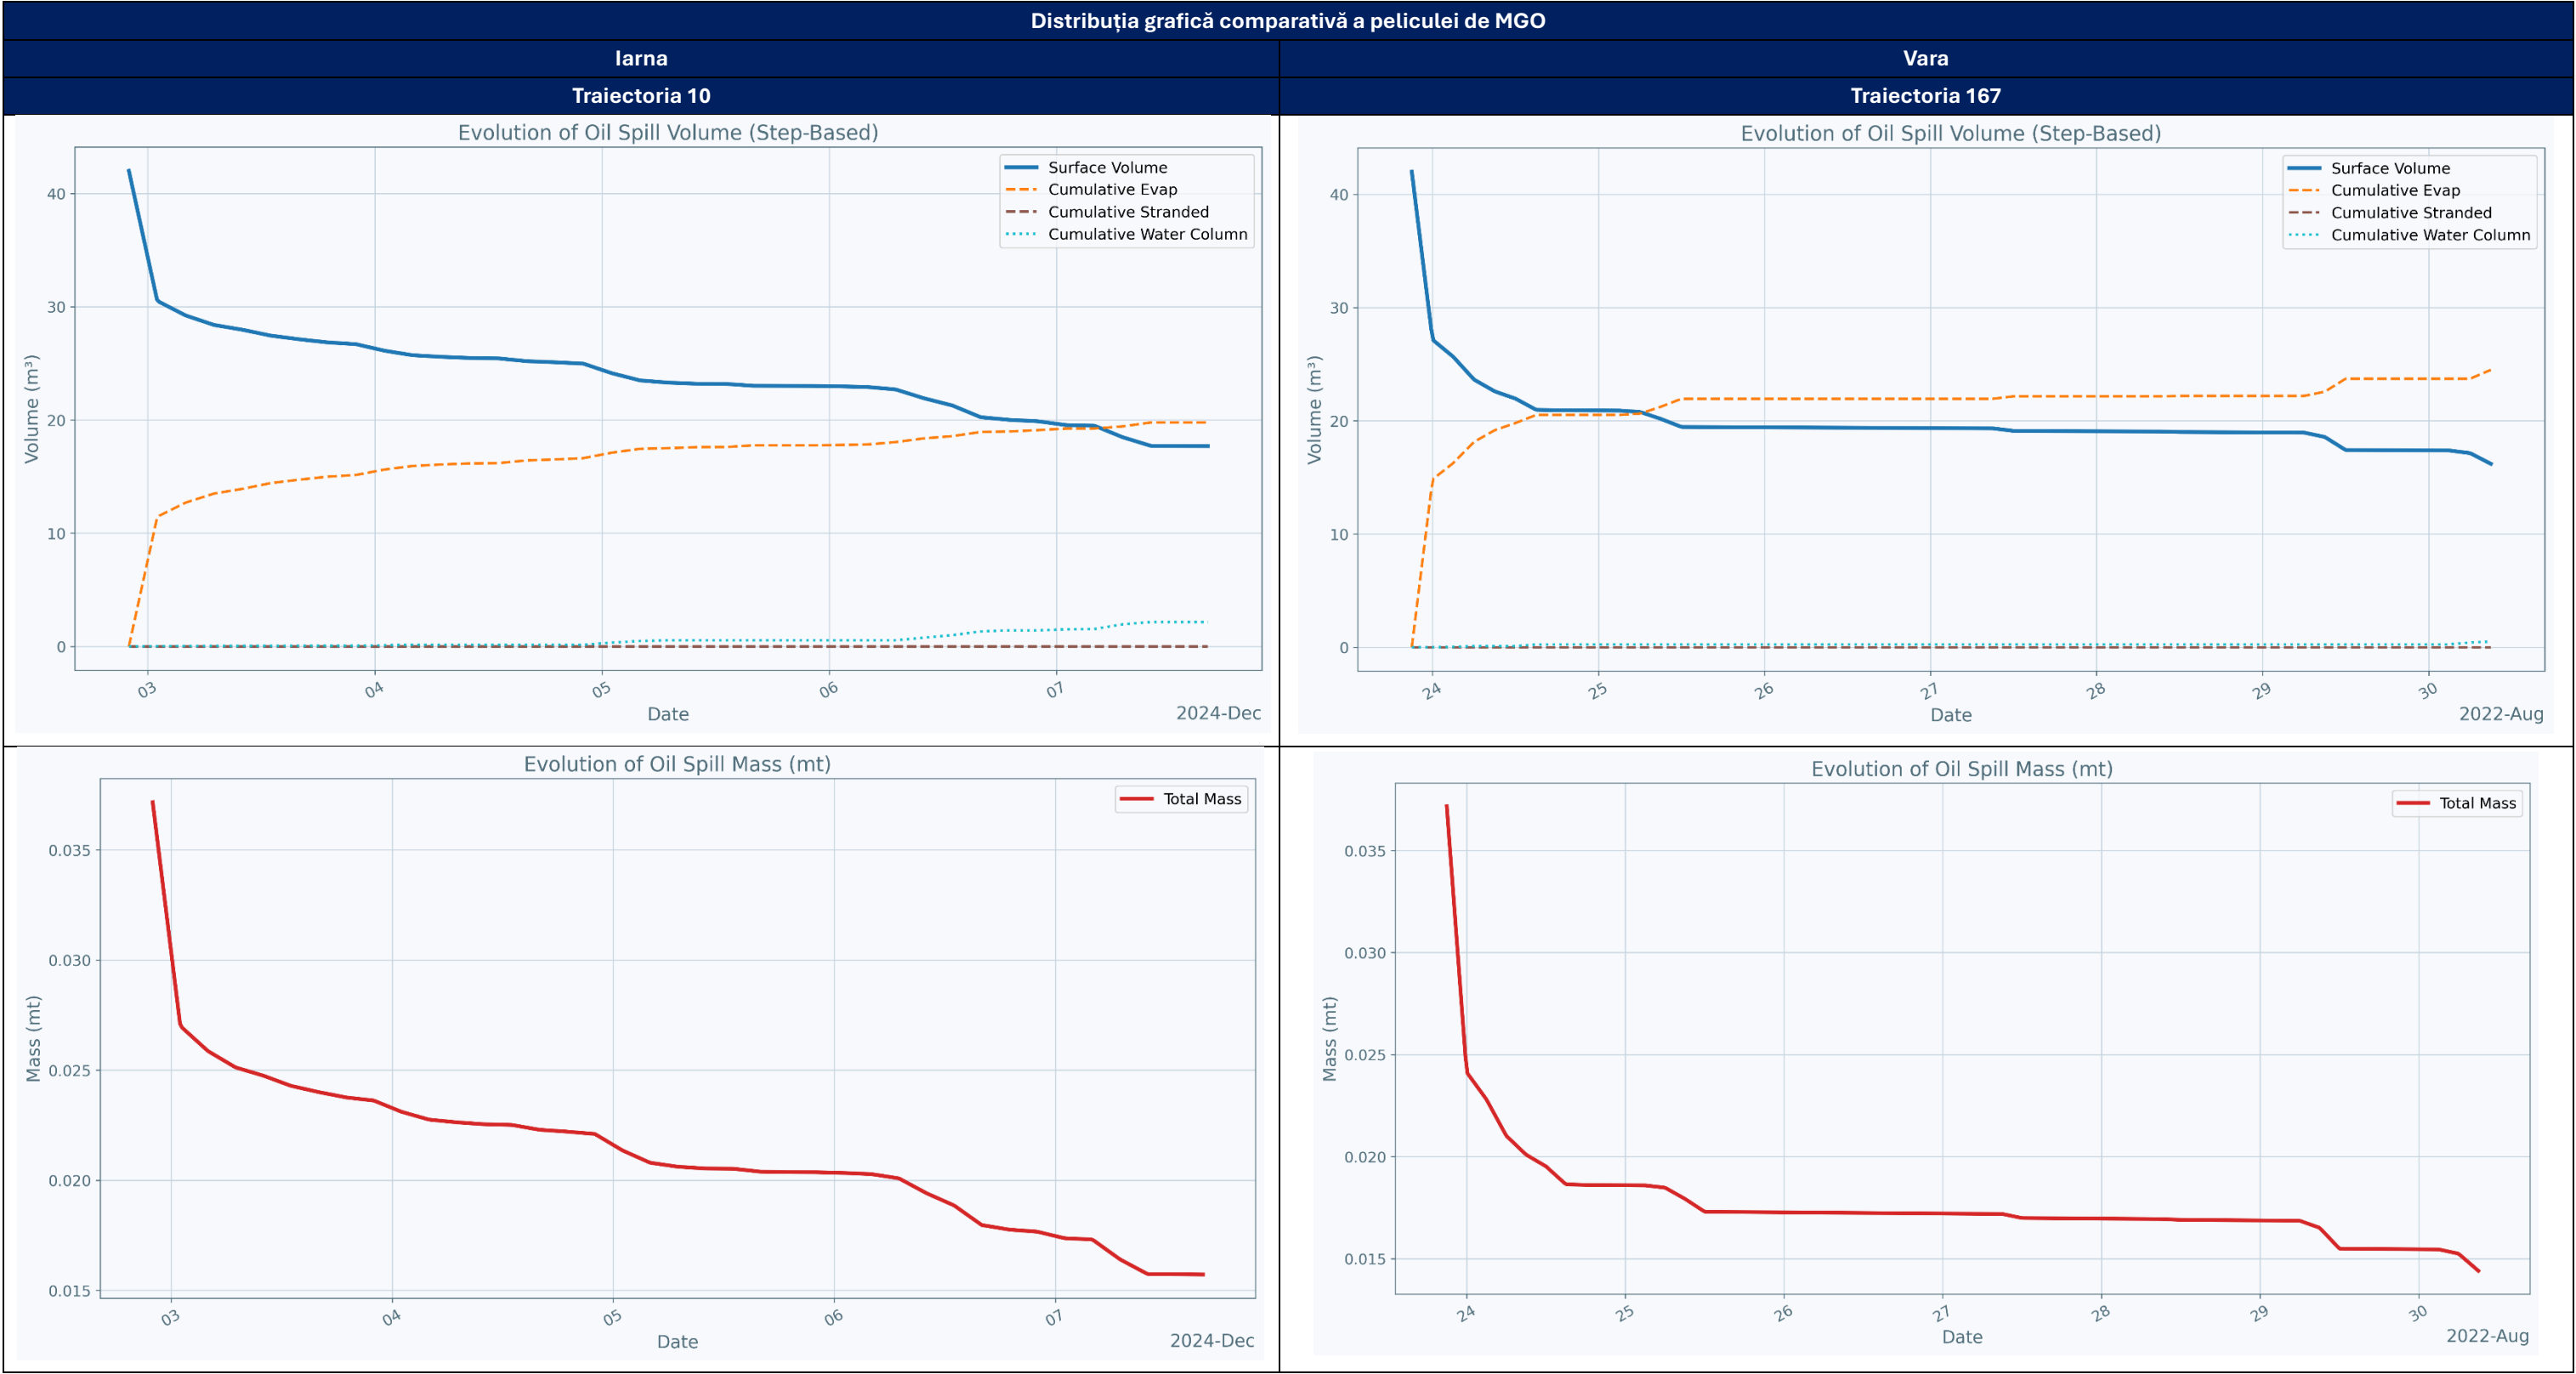 Distribuția grafică comparativă a peliculei de MGO
Iarna
Vara
Traiectoria 10
Traiectoria 167
Evolution of Oil Spill Volume (Step-Based)
Surface Volume
Cumulative Evap
Cumulative Stranded
Cumulative Water Column
40
30
20
10
0
Volume (m³)
03
04
05
06
07
Date
2024-Dec
Evolution of Oil Spill Volume (Step-Based)
Surface Volume
Cumulative Evap
Cumulative Stranded
Cumulative Water Column
40
30
20
10
0
Volume (m³)
24
25
26
27
28
29
30
Date
2022-Aug
Evolution of Oil Spill Mass (mt)
Total Mass
0.035
0.030
0.025
0.020
0.015
Mass (mt)
03
04
05
06
07
Date
2024-Dec
Evolution of Oil Spill Mass (mt)
Total Mass
0.035
0.030
0.025
0.020
0.015
Mass (mt)
24
25
26
27
28
29
30
Date
2022-Aug